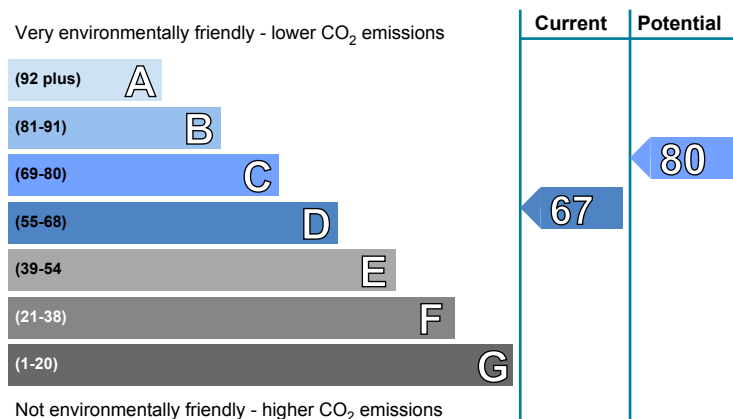 Current Potential
Very environmentally friendly - lower CO₂ emissions
(92 plus) A
(81-91) B
(69-80) C
80
(55-68) D
67
(39-54 E
(21-38) F
(1-20) G
Not environmentally friendly - higher CO₂ emissions